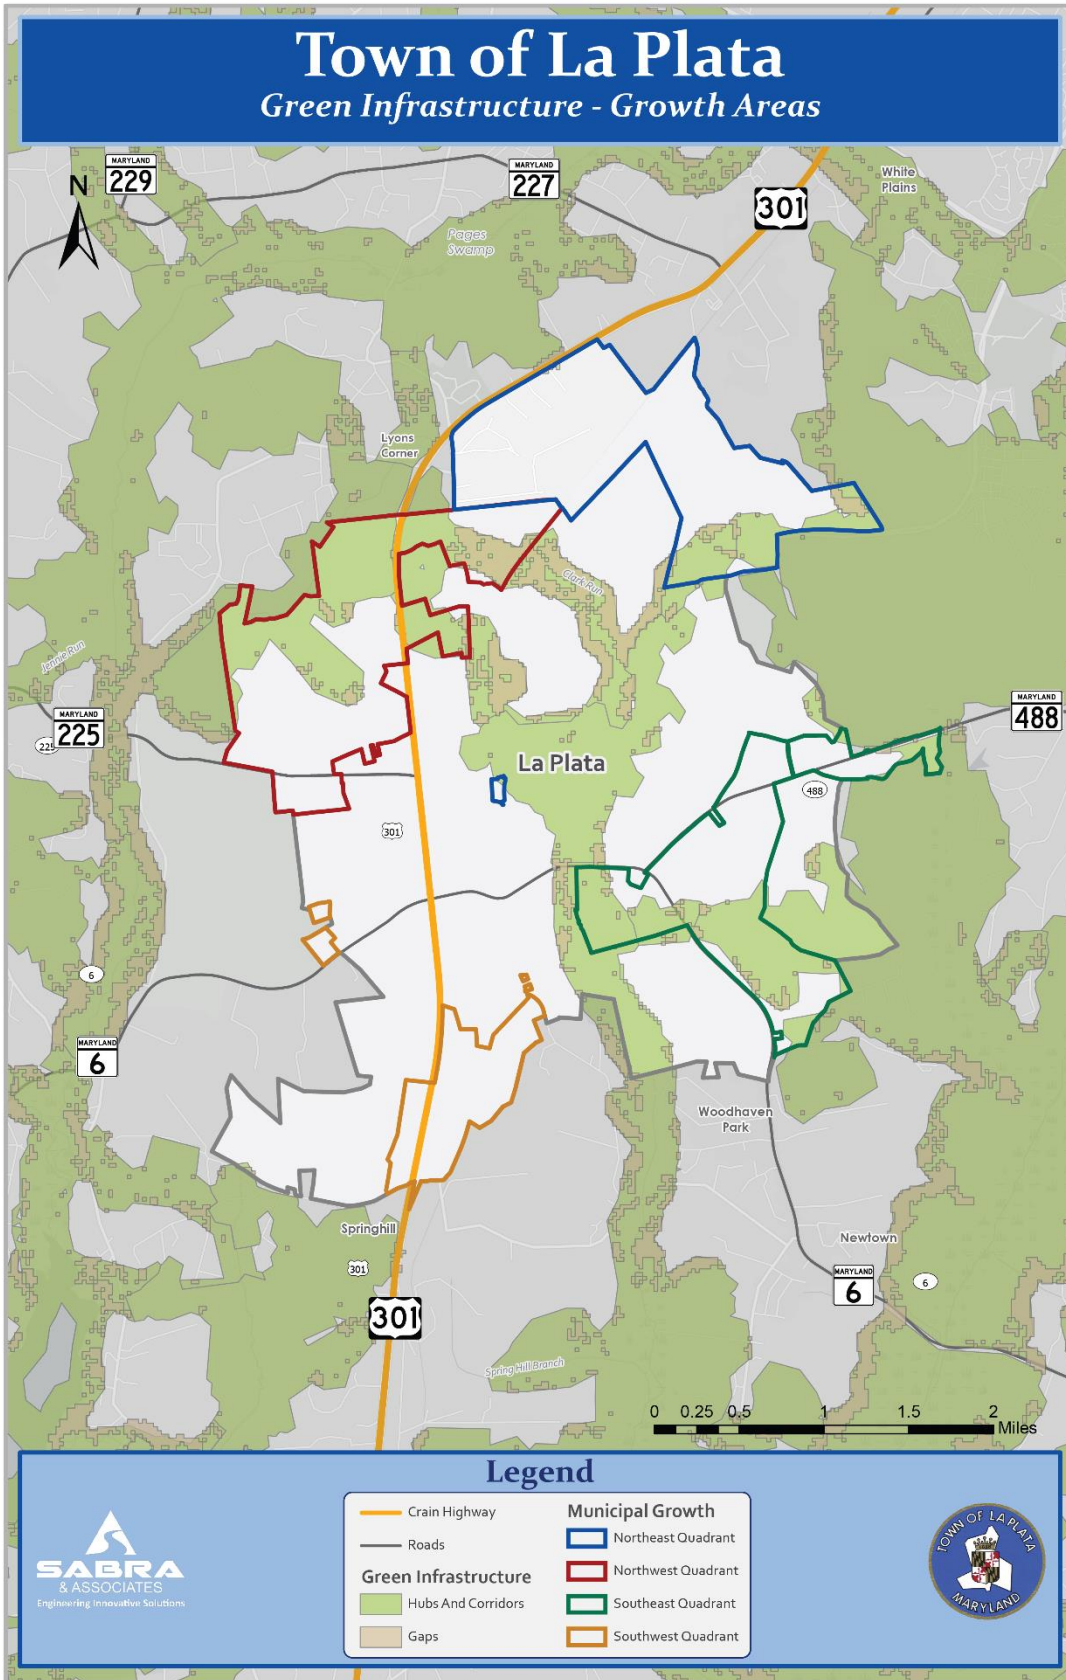 Town of La Plata
Green Infrastructure - Growth Areas
N
MARYLAND
229
MARYLAND
227
301
White
Plains
Pages
Swamp
Lyons
Corner
Clark Run
Jennie Run
MARYLAND
225
225
MARYLAND
488
La Plata
488
301
6
MARYLAND
6
Woodhaven
Park
Springhill
301
Newtown
MARYLAND
6
6
301
Spring Hill Branch
0 0.25 0.5 1 1.5 2
Miles
Legend
Crain Highway
Roads
Green Infrastructure
Hubs And Corridors
Gaps
Municipal Growth
Northeast Quadrant
Northwest Quadrant
Southeast Quadrant
Southwest Quadrant
SABRA
& ASSOCIATES
Engineering Innovative Solutions
TOWN OF LA PLATA
MARYLAND